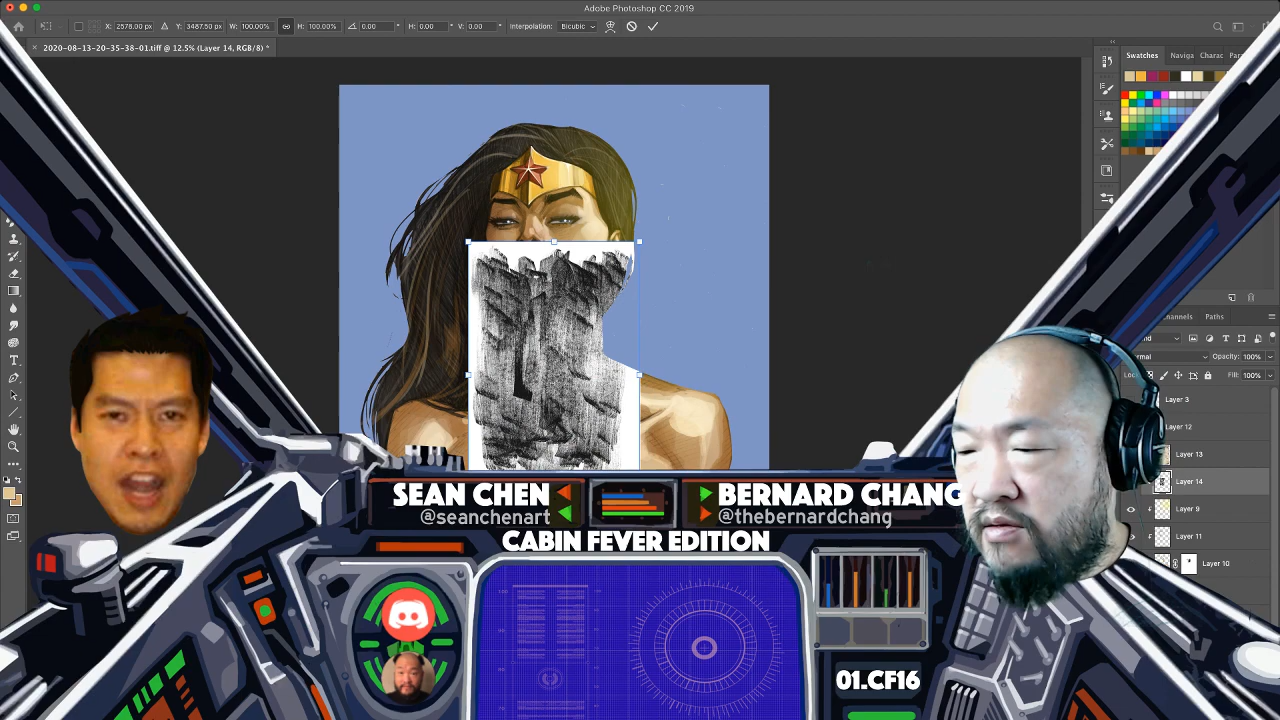 Adobe Photoshop CC 2019
X: 2578.00 px Y: 3487.50 px W: 100.00% H: 100.00% 0.00 H: 0.00 V: 0.00 Interpolation: Bicubic
2020-08-13-20-35-38-01.tiff @ 12.5% (Layer 14, RGB/8) *
Swatches Naviga Charac Par
Paths
Opacity: 100%
Fill: 100%
Layer 3
Layer 12
Layer 13
Layer 14
Layer 9
Layer 11
Layer 10
SEAN CHEN
@seanchenart
BERNARD CHANG
@thebernardchang
CABIN FEVER EDITION
01.CF16